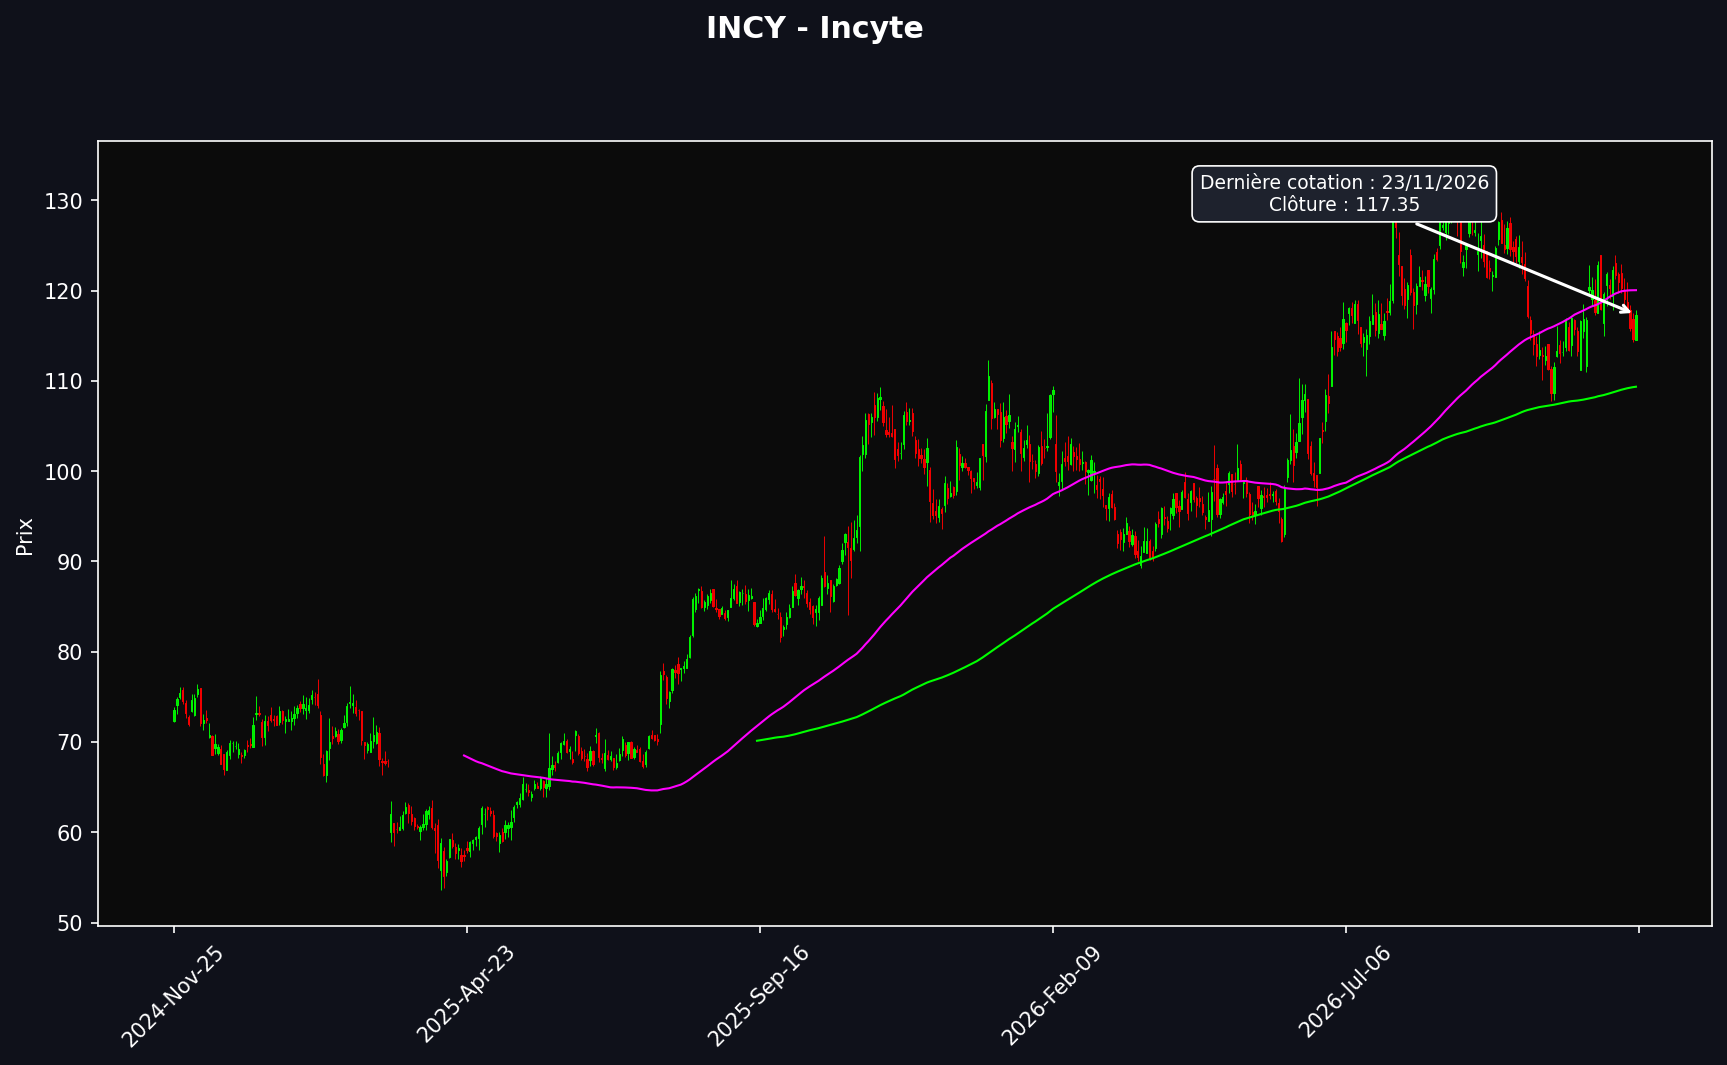 INCY - Incyte
Dernière cotation : 23/11/2026
Clôture : 117.35
Prix
130
120
110
100
90
80
70
60
50
2024-Nov-25
2025-Apr-23
2025-Sep-16
2026-Feb-09
2026-Jul-06